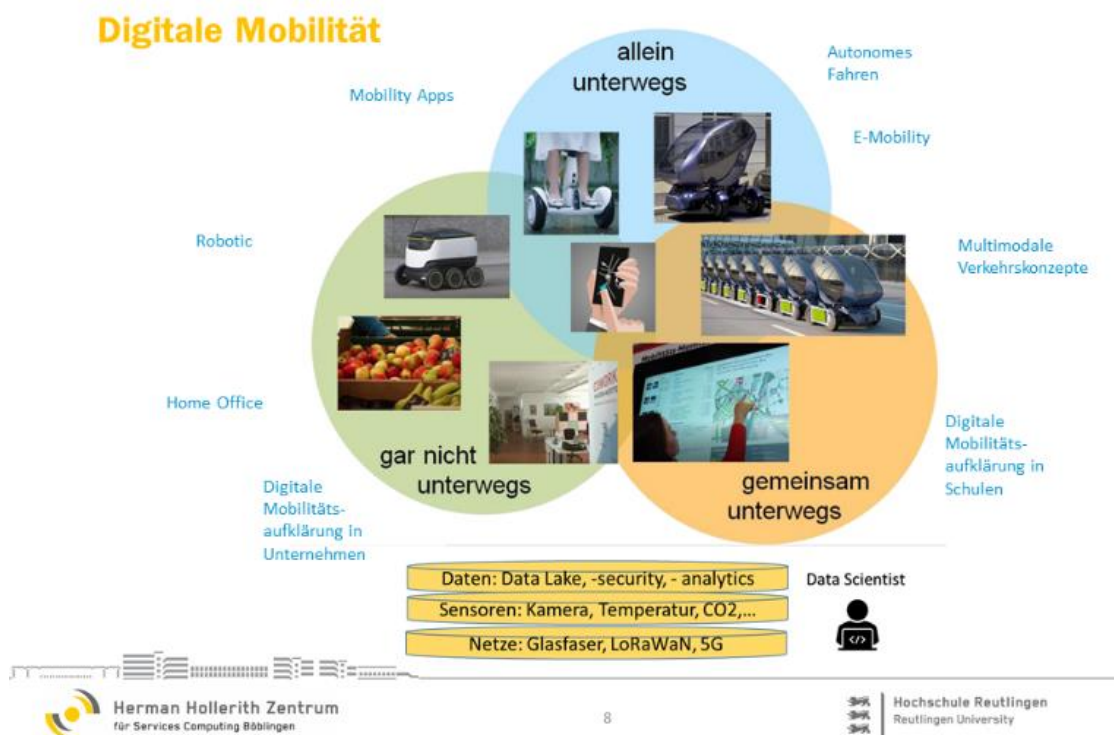 Digitale Mobilität
allein
unterwegs
Autonomes
Fahren
Mobility Apps
E-Mobility
Robotic
Multimodale
Verkehrskonzepte
Home Office
gar nicht
unterwegs
gemeinsam
unterwegs
Digitale
Mobilitäts-
aufklärung in
Schulen
Digitale
Mobilitäts-
aufklärung in
Unternehmen
Daten: Data Lake, -security, - analytics
Data Scientist
Sensoren: Kamera, Temperatur, CO2,...
Netze: Glasfaser, LoRaWaN, 5G
Herman Hollerith Zentrum
für Services Computing Böblingen
8
Hochschule Reutlingen
Reutlingen University